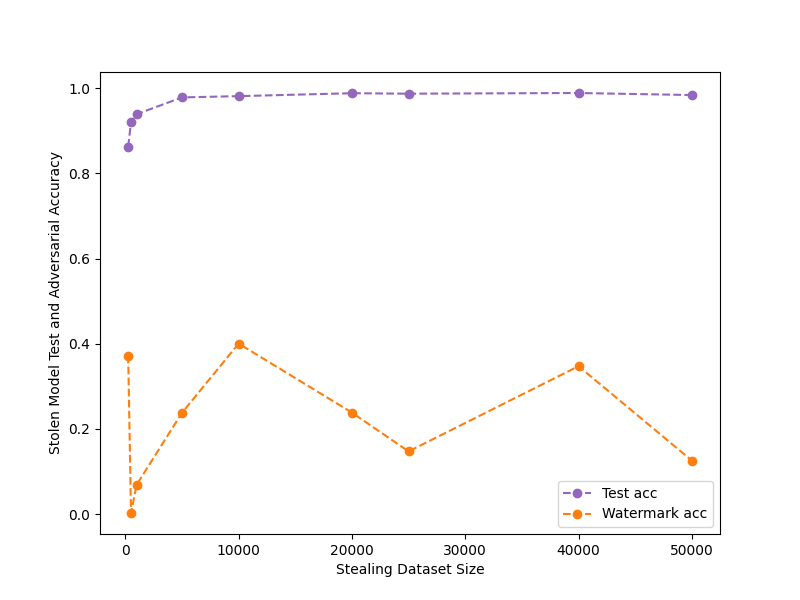 1.0
0.8
0.6
0.4
0.2
0.0
Stolen Model Test and Adversarial Accuracy
Test acc
Watermark acc
0 10000 20000 30000 40000 50000
Stealing Dataset Size